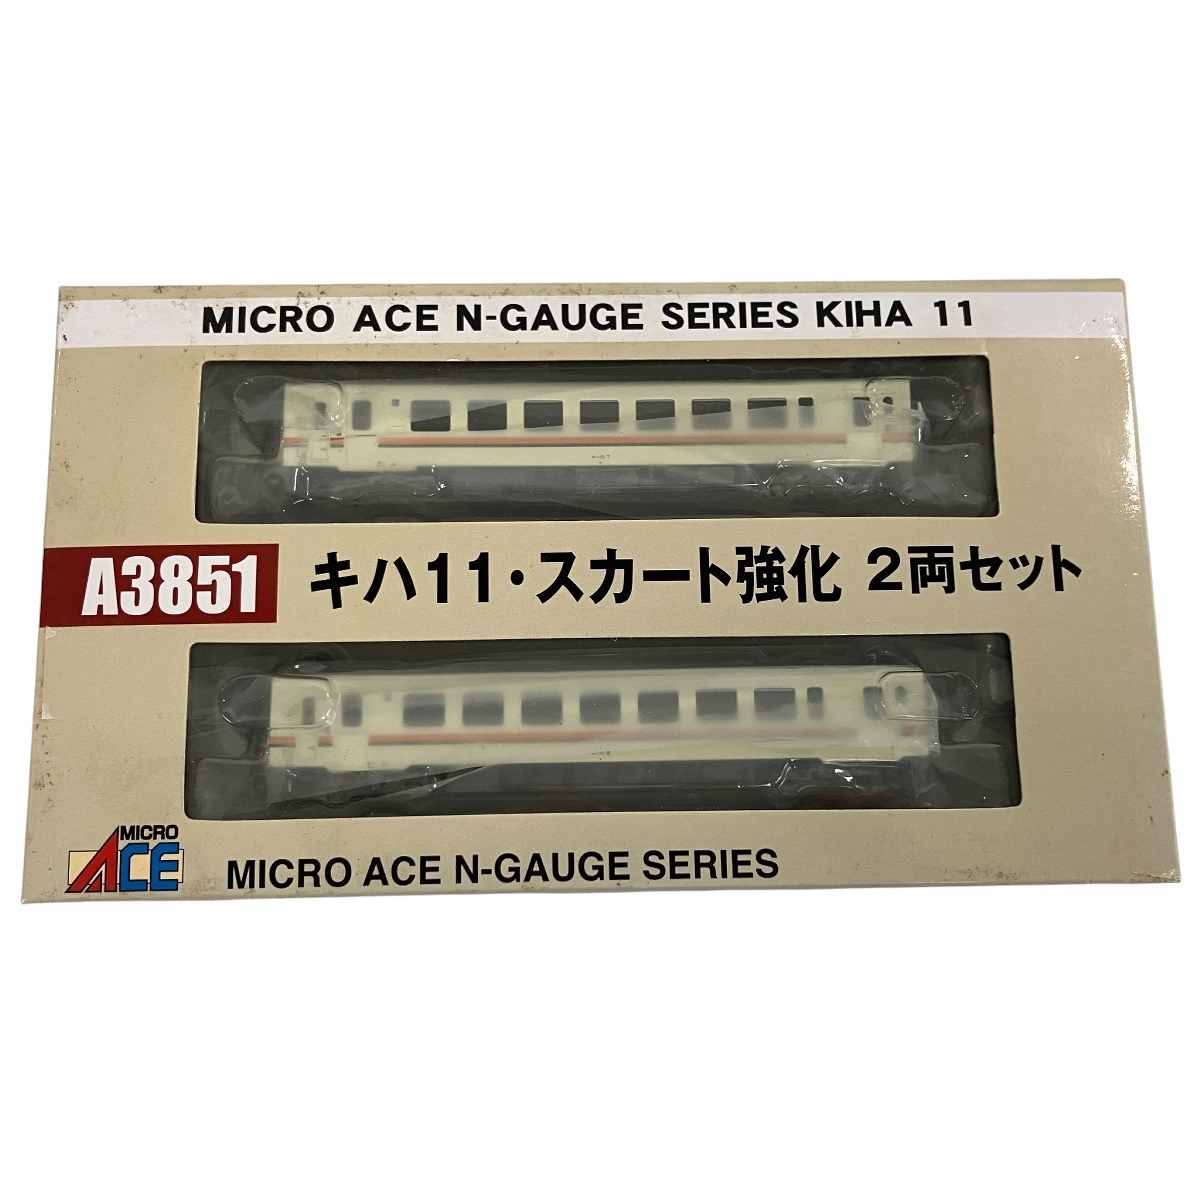 MICRO ACE N-GAUGE SERIES KIHA 11
A3851
キハ11・スカート強化 2両セット
MICRO
ACE
MICRO ACE N-GAUGE SERIES